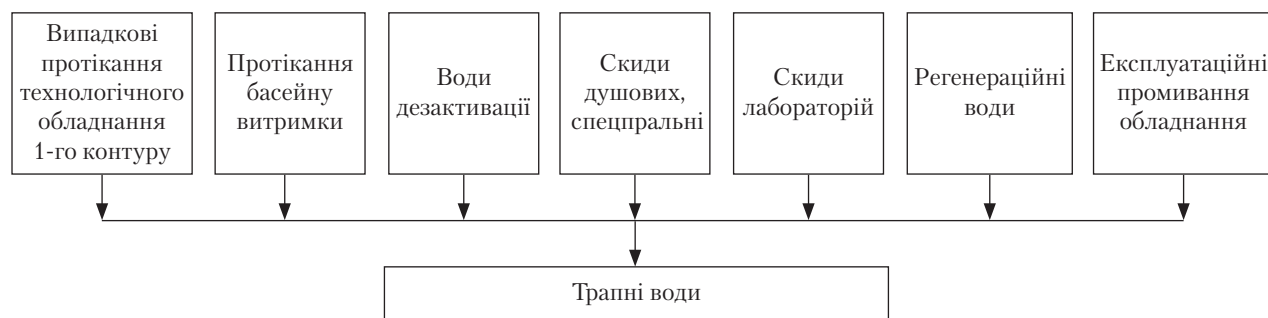 Випадкові
протікання
технологічного
обладнання
1-го контуру
Протікання
басейну
витримки
Води
дезактивації
Скиди
душових,
спецпральні
Скиди
лабораторій
Регенераційні
води
Експлуатаційні
промивання
обладнання
Трапні води